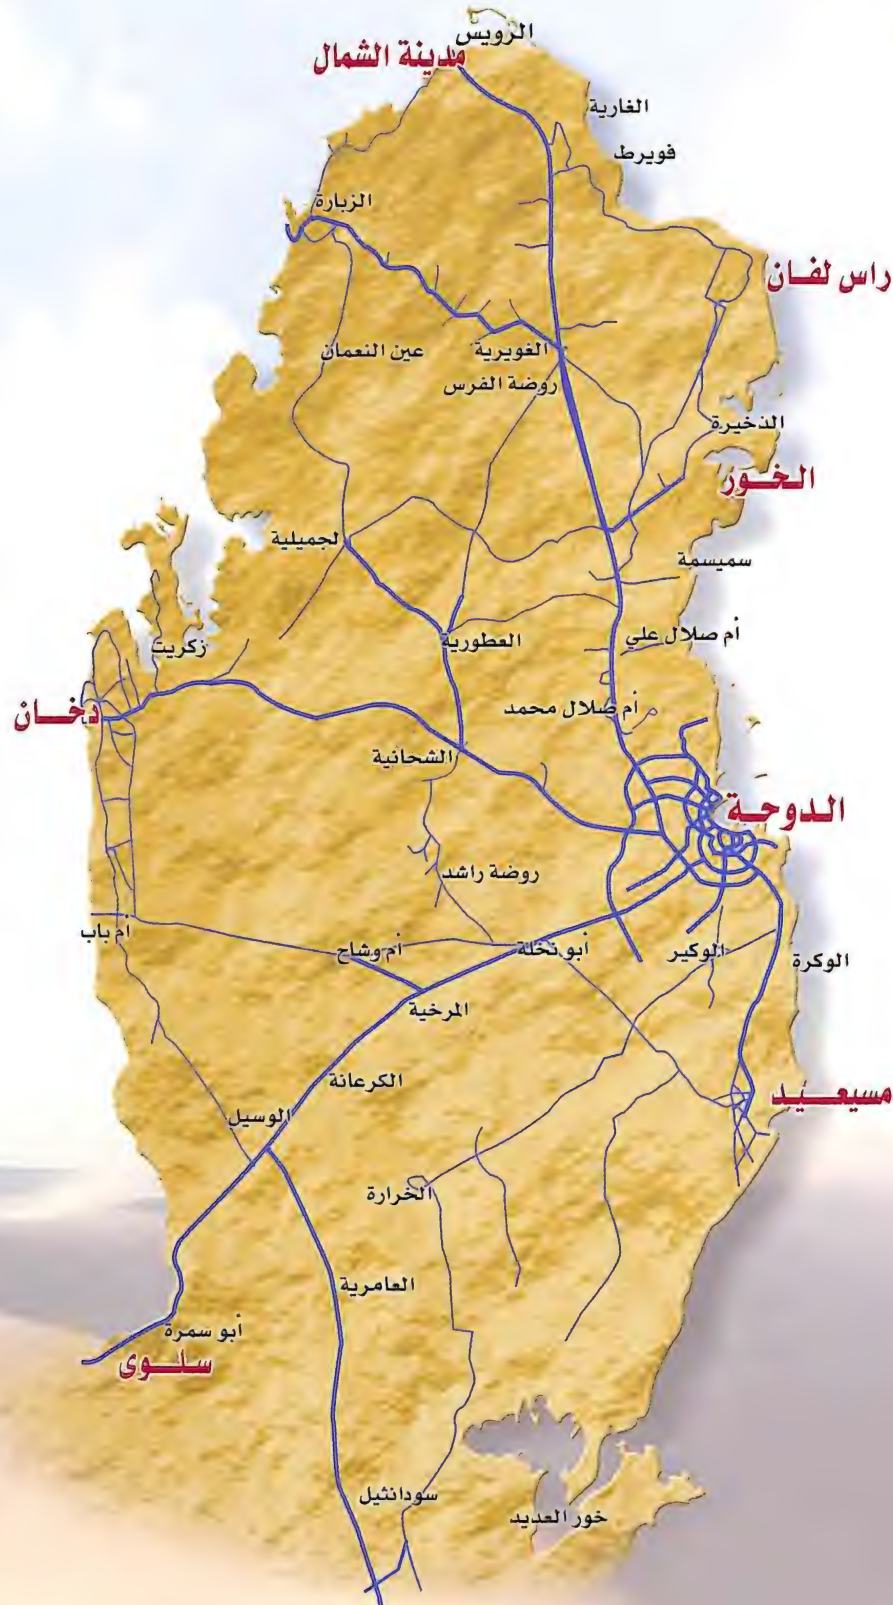 الرويس
مدينة الشمال
الغارية
فويرط
الزبارة
راس لفان
عين النعمان
الغويرية
روضة الفرس
الذخيرة
الخور
لجميلية
سميسمة
أم صلال علي
العطورية
زكريت
أم صلال محمد
دخان
الشحانية
الدوحة
روضة راشد
أم باب
أم وشاح
أبو نخلة
الوكير
الوكرة
المرخية
الكرعانة
مسيعيد
الوسيل
الخرارة
العامرية
أبو سمرة
سلوى
سودانثيل
خور العديد